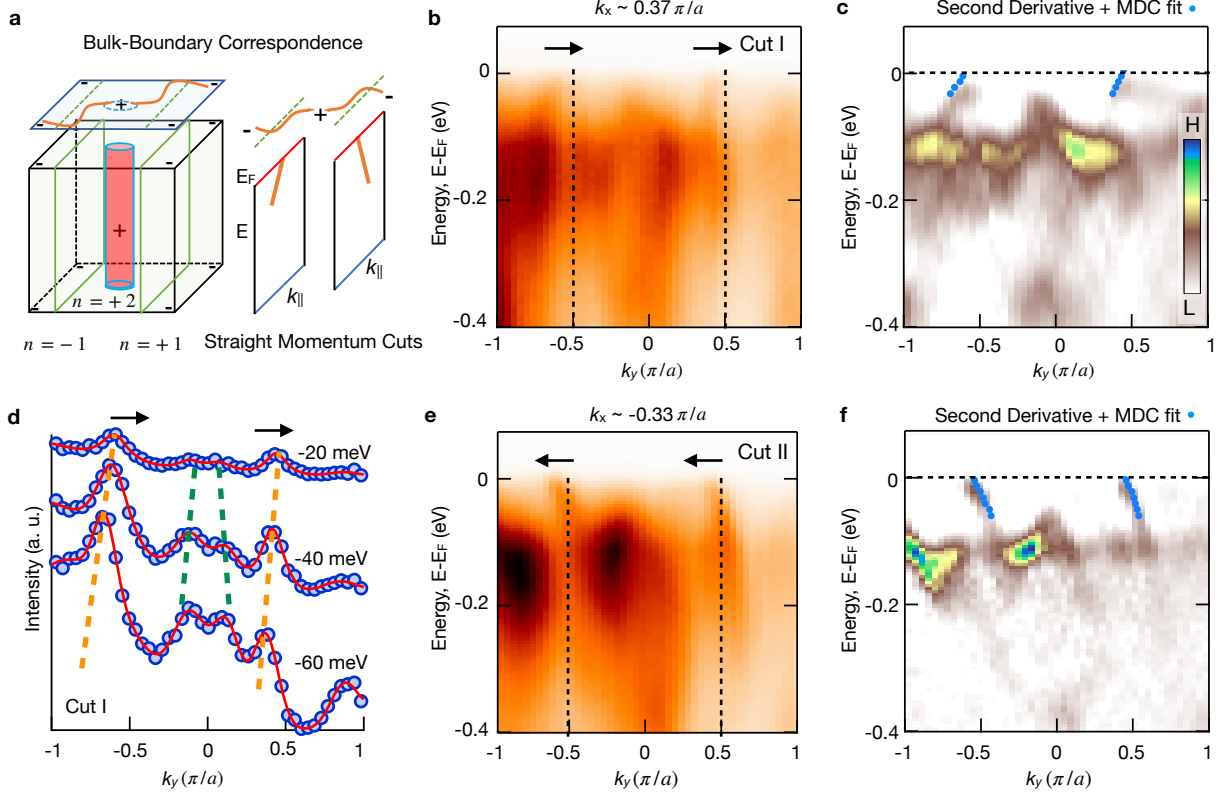 a
Bulk-Boundary Correspondence
+
-
+
-
E_F
E
k_∥
k_∥
+
n = + 2
n = − 1
n = + 1
Straight Momentum Cuts
b
k_x ~ 0.37 π/a
Cut I
Energy, E-E_F (eV)
0
-0.2
-0.4
-1
-0.5
0
0.5
1
k_y (π/a)
c
Second Derivative + MDC fit
Energy, E-E_F (eV)
0
-0.2
-0.4
H
L
-1
-0.5
0
0.5
1
k_y (π/a)
d
Intensity (a. u.)
-20 meV
-40 meV
-60 meV
Cut I
-1
-0.5
0
0.5
1
k_y (π/a)
e
k_x ~ -0.33 π/a
Cut II
Energy, E-E_F (eV)
0
-0.2
-0.4
-1
-0.5
0
0.5
1
k_y (π/a)
f
Second Derivative + MDC fit
Energy, E-E_F (eV)
0
-0.2
-0.4
-1
-0.5
0
0.5
1
k_y (π/a)